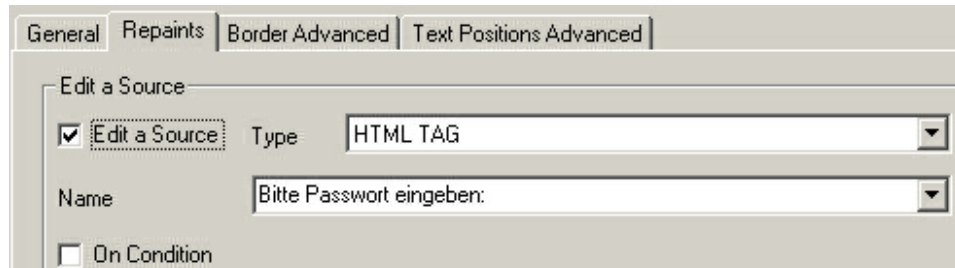 General Repaints Border Advanced Text Positions Advanced
Edit a Source
Edit a Source Type HTML TAG
Name Bitte Passwort eingeben:
On Condition